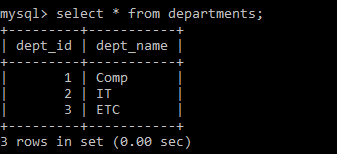 mysql> select * from departments;
+---------+-----------+
| dept_id | dept_name |
+---------+-----------+
|       1 | Comp      |
|       2 | IT        |
|       3 | ETC       |
+---------+-----------+
3 rows in set (0.00 sec)